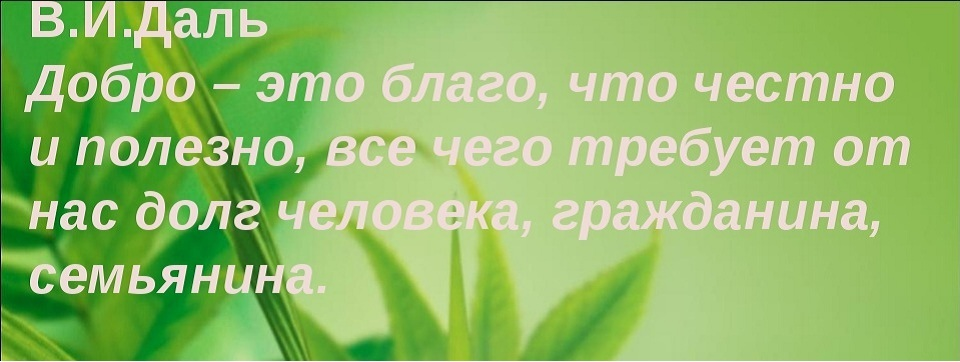 В.И.Даль
Добро – это благо, что честно
и полезно, все чего требует от
нас долг человека, гражданина,
семьянина.